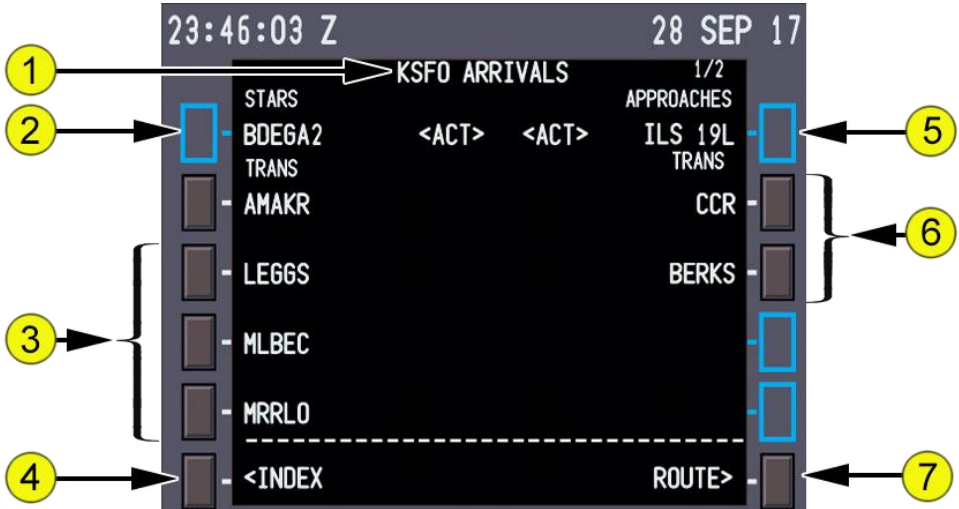 23:46:03 Z 28 SEP 17
1 KSFO ARRIVALS 1/2
STARS APPROACHES
2 BDEGA2 <ACT> <ACT> ILS 19L 5
TRANS TRANS
AMAKR CCR
6
LEGGS BERKS
3 MLBEC
MRRLO
4 <INDEX ROUTE> 7